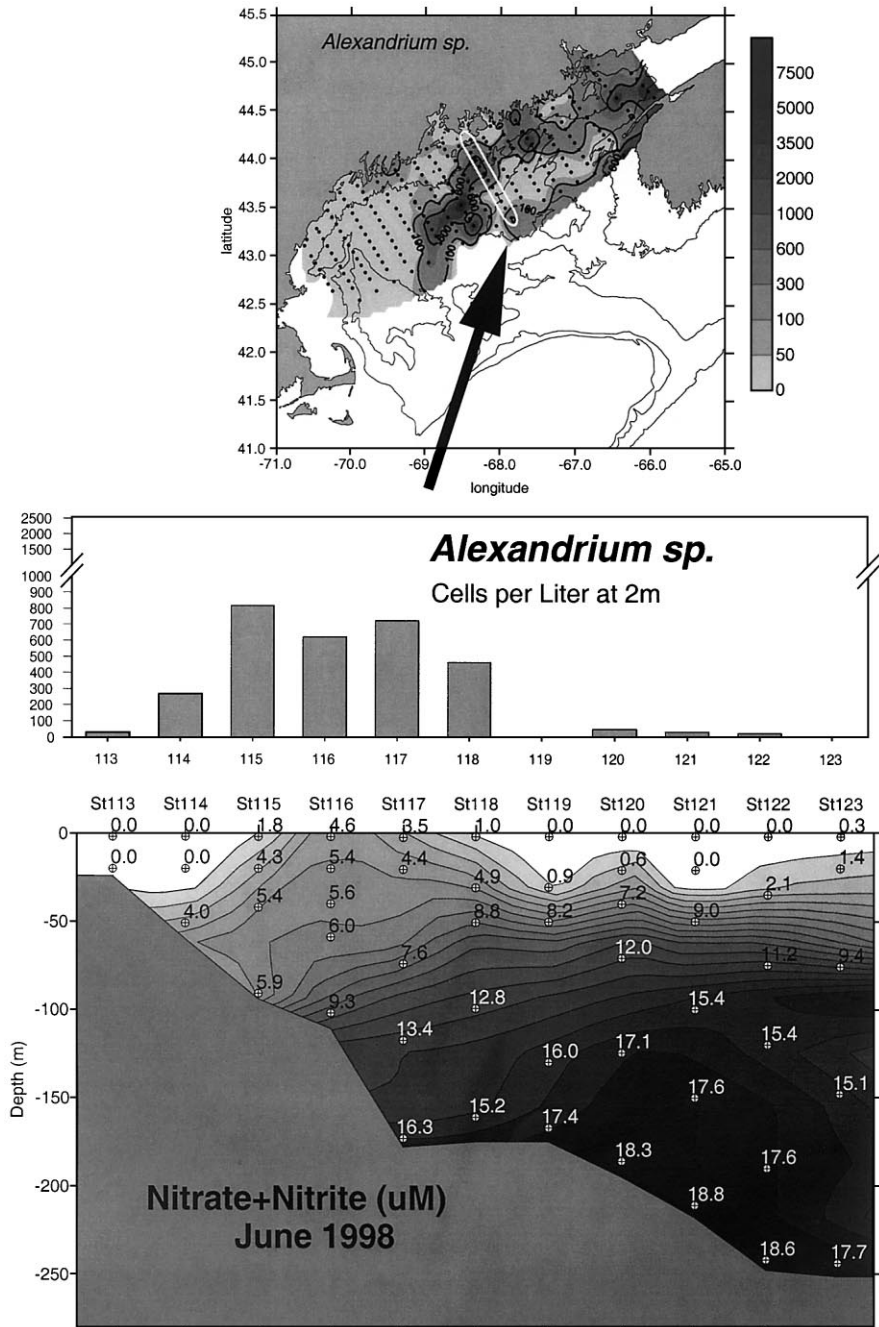 Alexandrium sp.
45.5
45.0
44.5
44.0
43.5
43.0
42.5
42.0
41.5
41.0
latitude
-71.0 -70.0 -69.0 -68.0 -67.0 -66.0 -65.0
longitude
7500
5000
3500
2000
1000
600
300
100
50
0
100
100
Alexandrium sp.
Cells per Liter at 2m
2500
2000
1500
1000
900
800
700
600
500
400
300
200
100
0
113 114 115 116 117 118 119 120 121 122 123
St113 St114 St115 St116 St117 St118 St119 St120 St121 St122 St123
0.0 0.0 1.8 4.6 3.5 1.0 0.0 0.0 0.0 0.0 0.3
0.0 0.0 4.3 5.4 4.4 4.9 0.9 0.6 0.0 2.1 1.4
4.0 5.4 5.6 7.6 8.8 8.2 7.2 9.0 11.2 9.4
5.9 6.0 13.4 12.8 16.0 12.0 15.4 15.4 15.1
9.3 16.3 15.2 17.4 17.1 17.6 17.6 17.7
18.3 18.8 18.6
0
-50
-100
-150
-200
-250
Depth (m)
Nitrate+Nitrite (uM)
June 1998